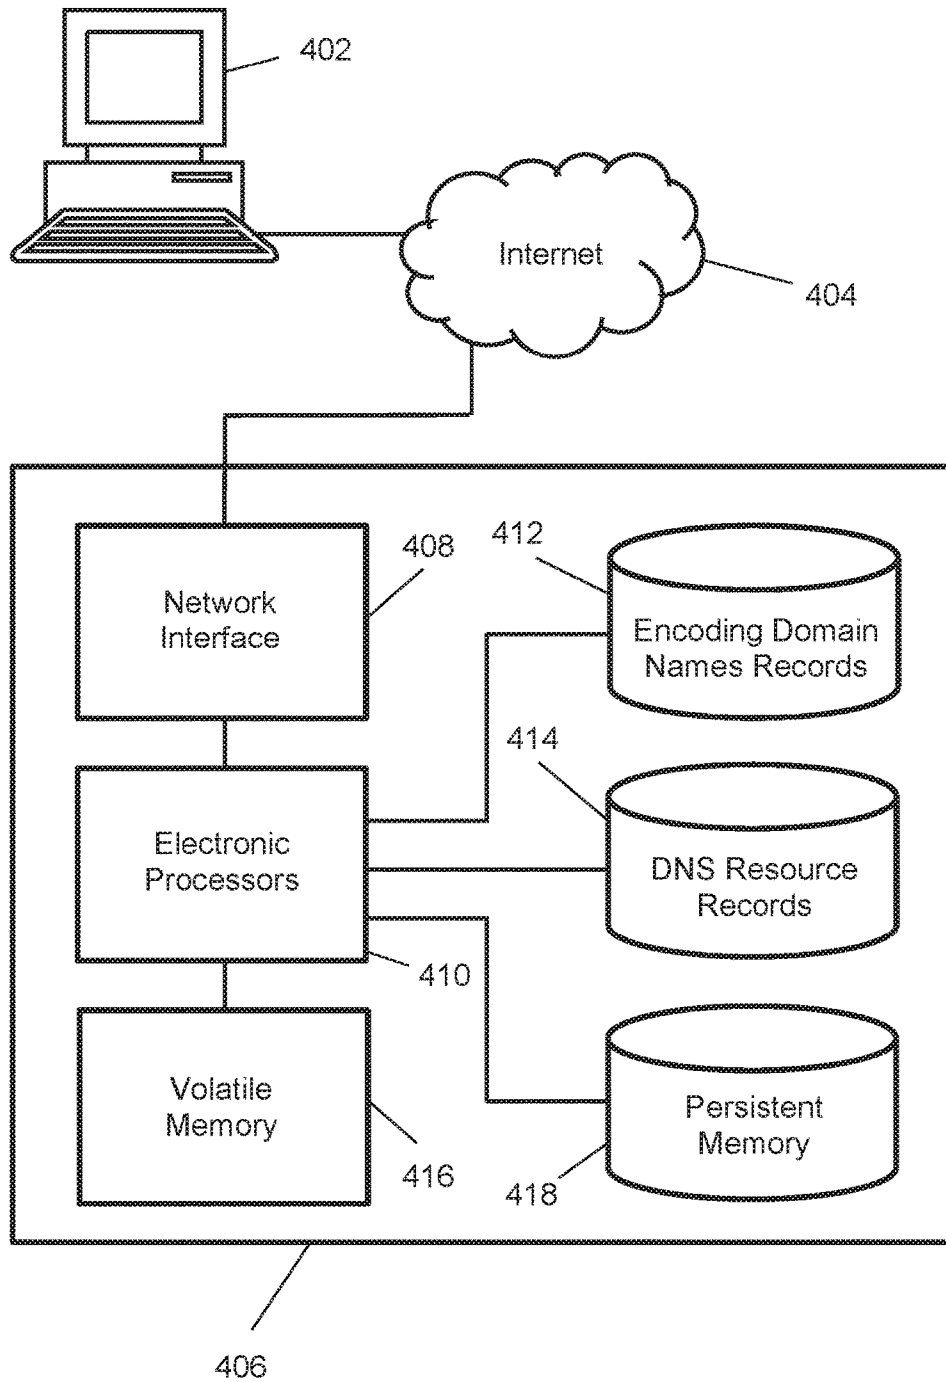 402
Internet
404
Network
Interface
408
412
Encoding Domain
Names Records
414
Electronic
Processors
DNS Resource
Records
410
Volatile
Memory
416
Persistent
Memory
418
406